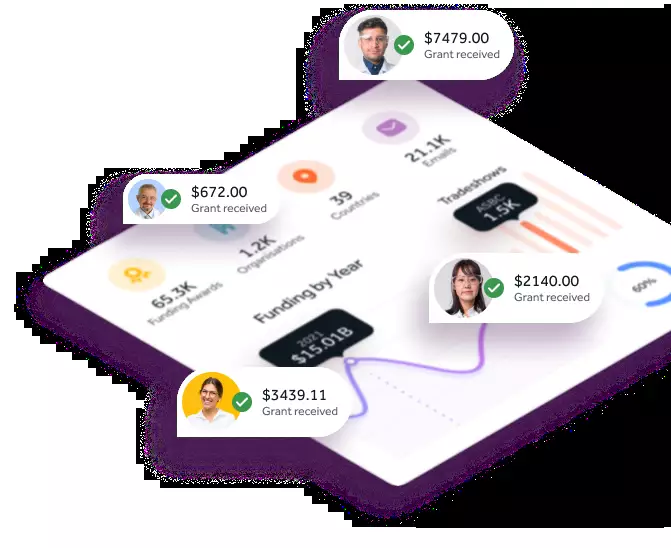 $7479.00
Grant received
21.1K
Emails
Tradeshows
ASBC
1.5K
$672.00
Grant received
39
Countries
1.2K
Organisations
65.3K
Funding Awards
Funding by Year
2021
$15.01B
$2140.00
Grant received
60%
$3439.11
Grant received